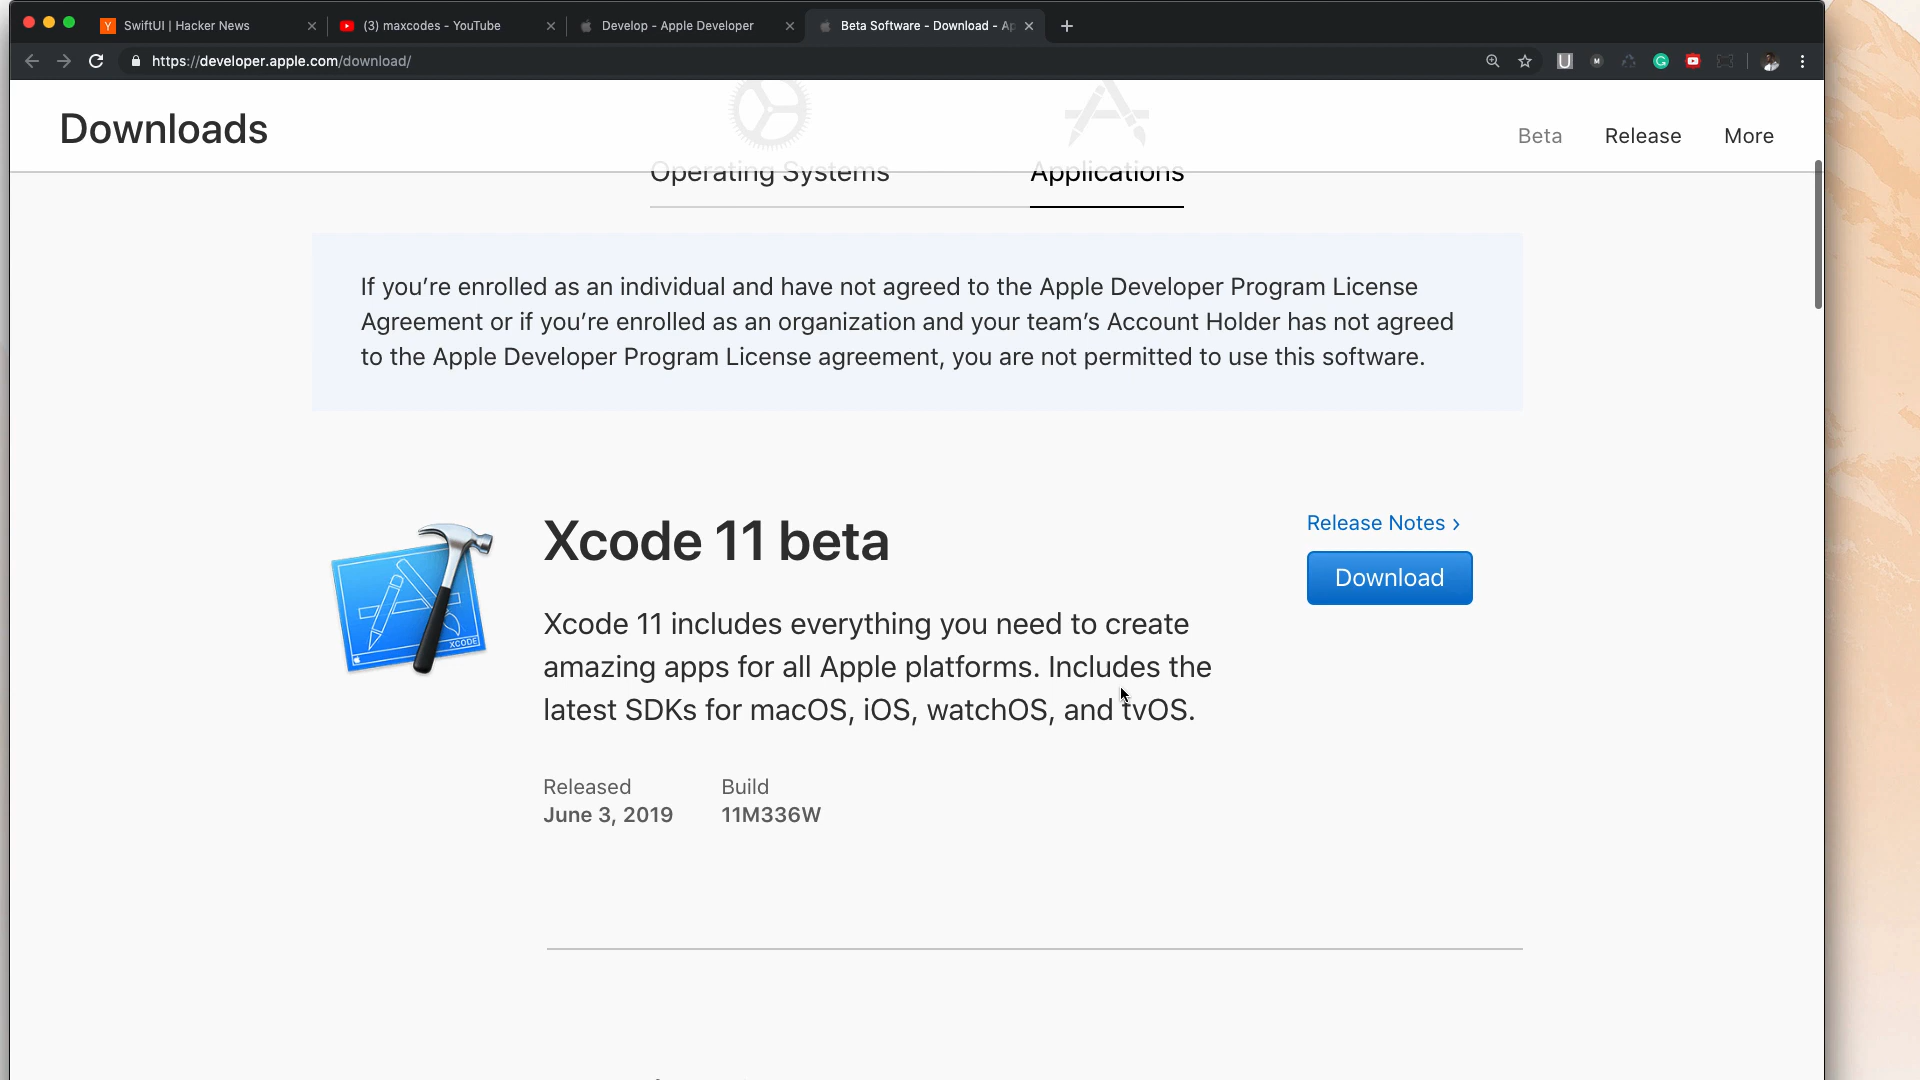 SwiftUI | Hacker News
(3) maxcodes - YouTube
Develop - Apple Developer
Beta Software - Download - Ap
https://developer.apple.com/download/
Downloads
Beta
Release
More
Operating Systems
Applications
If you’re enrolled as an individual and have not agreed to the Apple Developer Program License
Agreement or if you’re enrolled as an organization and your team’s Account Holder has not agreed
to the Apple Developer Program License agreement, you are not permitted to use this software.
XCODE
Xcode 11 beta
Release Notes ›
Download
Xcode 11 includes everything you need to create
amazing apps for all Apple platforms. Includes the
latest SDKs for macOS, iOS, watchOS, and tvOS.
Released
Build
June 3, 2019
11M336W